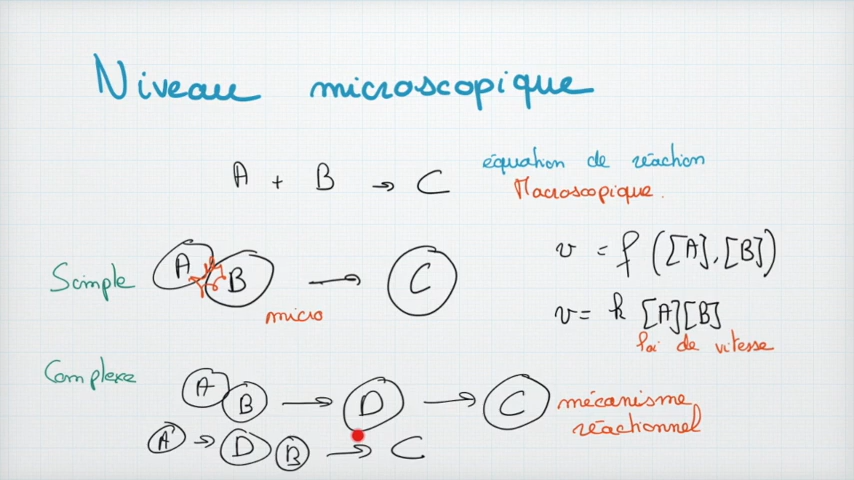 Niveau microscopique
A + B → C
équation de réaction
Macroscopique.
v = f ([A], [B])
Simple A B → C
micro
v = k [A][B]
loi de vitesse
Complexe A B → D → C
mécanisme
réactionnel
A → D B → C